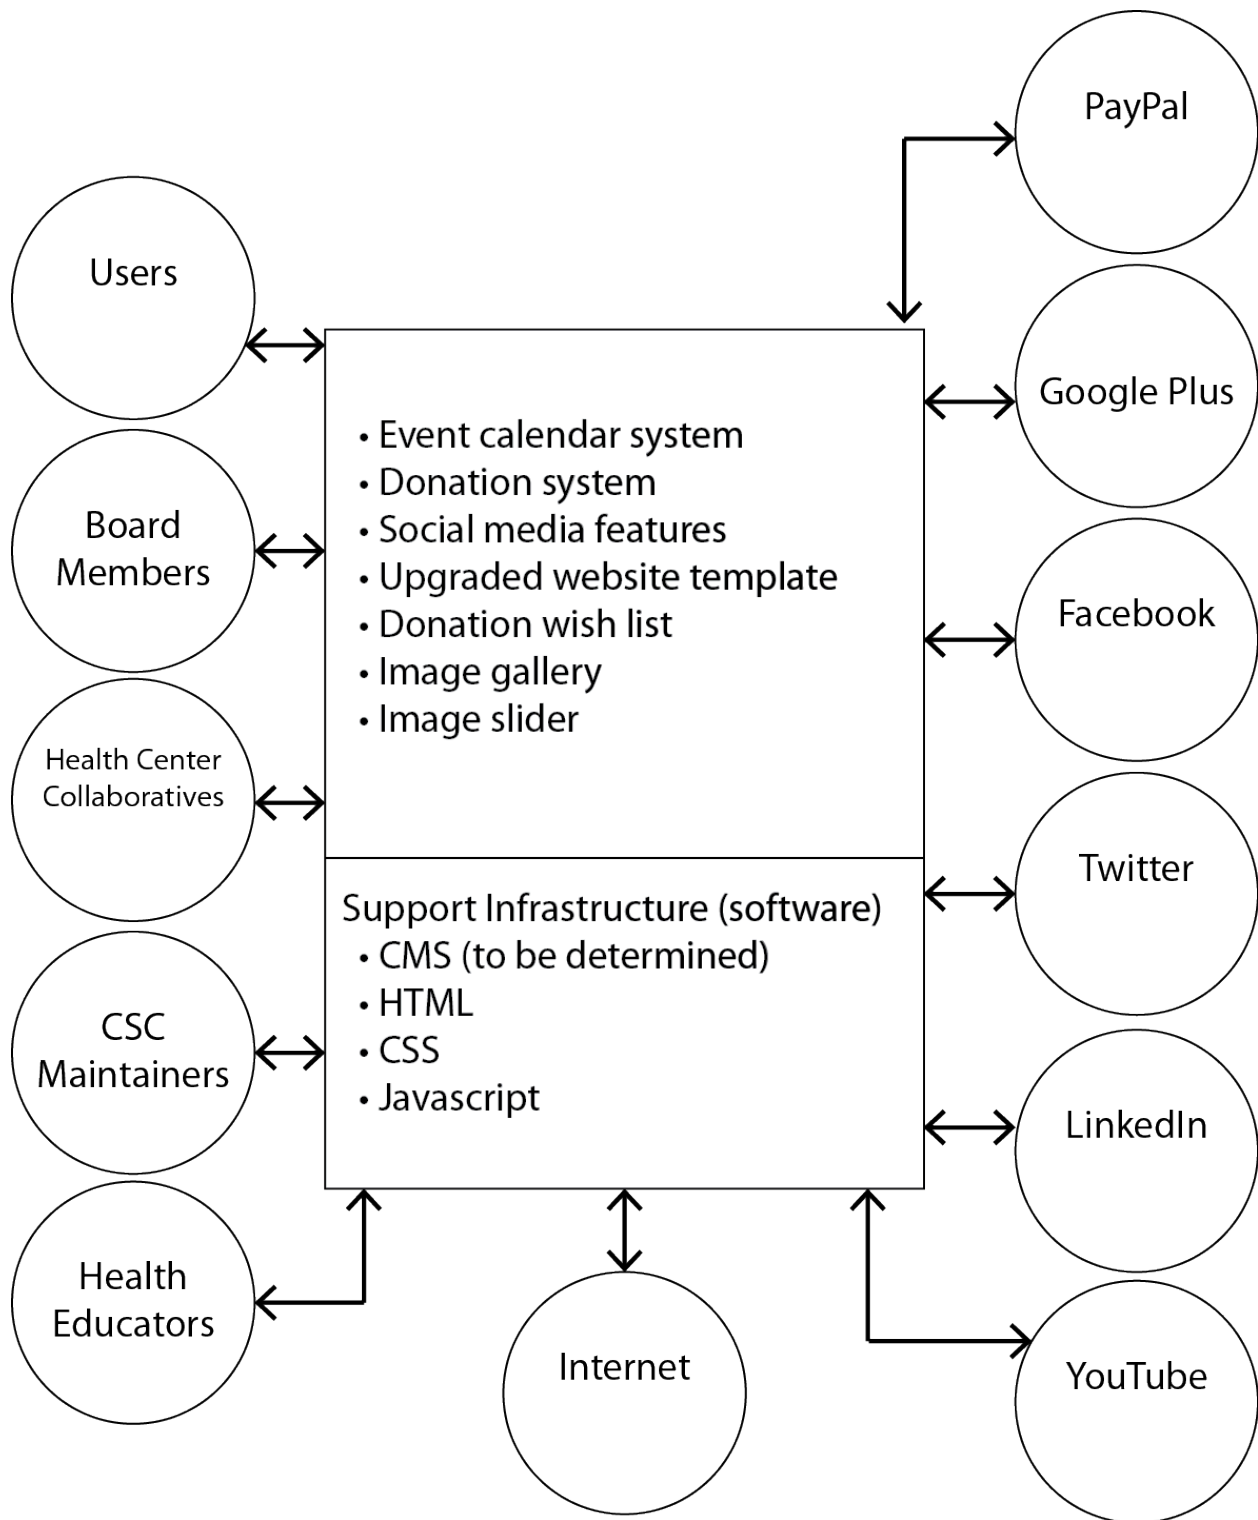 PayPal
Users
Google Plus
• Event calendar system
• Donation system
• Social media features
• Upgraded website template
• Donation wish list
• Image gallery
• Image slider
Board
Members
Facebook
Health Center
Collaboratives
Twitter
Support Infrastructure (software)
• CMS (to be determined)
• HTML
• CSS
• Javascript
CSC
Maintainers
LinkedIn
Health
Educators
Internet
YouTube